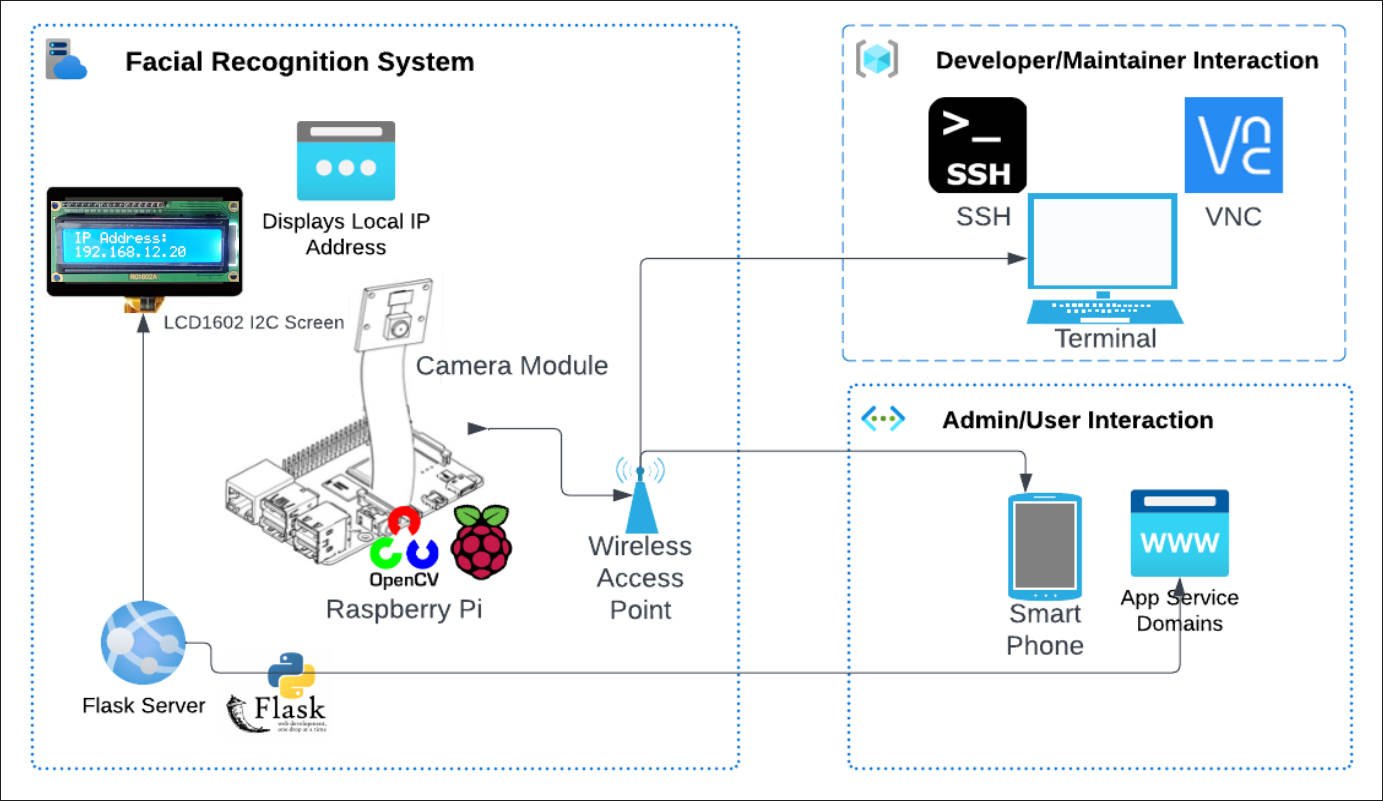 Facial Recognition System
Displays Local IP
Address
IP Address:
192.168.12.20
RG1602A
LCD1602 I2C Screen
Camera Module
OpenCV
Raspberry Pi
Wireless
Access
Point
Flask Server
Flask
web development,
one drop at a time
Developer/Maintainer Interaction
>_
SSH
SSH
VNC
VNC
Terminal
Admin/User Interaction
Smart
Phone
www
App Service
Domains